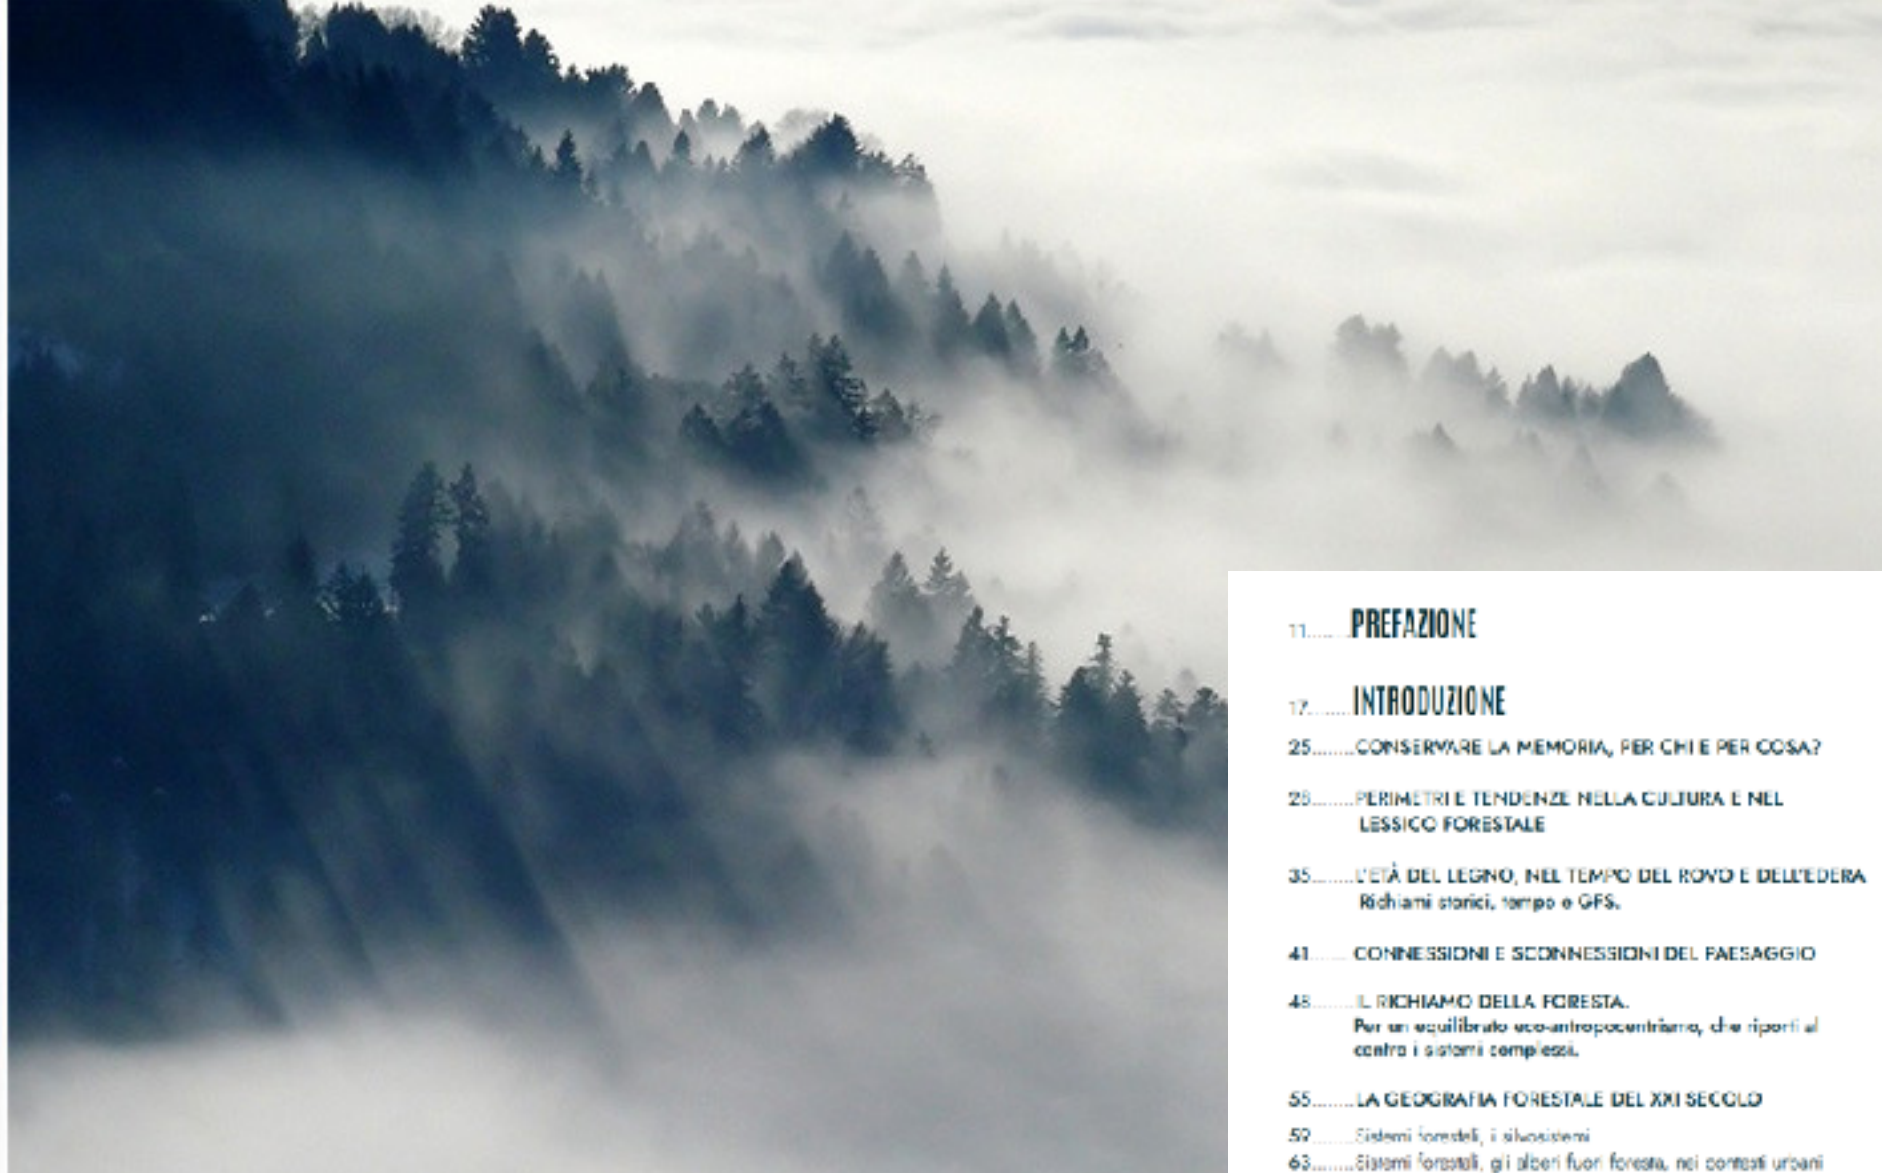 11........PREFAZIONE
17........INTRODUZIONE
25........CONSERVARE LA MEMORIA, PER CHI E PER COSA?
28........PERIMETRI E TENDENZE NELLA CULTURA E NEL
LESSICO FORESTALE
35........L'ETÀ DEL LEGNO, NEL TEMPO DEL ROVO E DELL'EDERA
Richiami storici, tempo e GFS.
41........CONNESSIONI E SCONNESSIONI DEL PAESAGGIO
48........IL RICHIAMO DELLA FORESTA.
Per un equilibrato eco-antropocentrismo, che riporti al
centro i sistemi complessi.
55........LA GEOGRAFIA FORESTALE DEL XXI SECOLO
59........Sistemi forestali, i silvosistemi
63........Sistemi forestali, gli alberi fuori foresta, nei contesti urbani